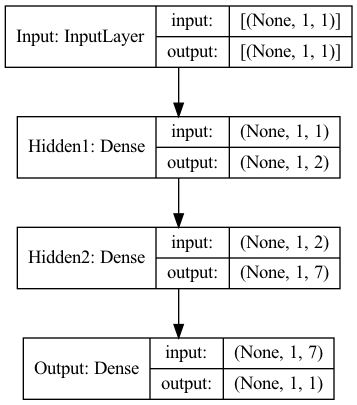 Input: InputLayer
input:
[(None, 1, 1)]
output:
[(None, 1, 1)]
Hidden1: Dense
input:
(None, 1, 1)
output:
(None, 1, 2)
Hidden2: Dense
input:
(None, 1, 2)
output:
(None, 1, 7)
Output: Dense
input:
(None, 1, 7)
output:
(None, 1, 1)